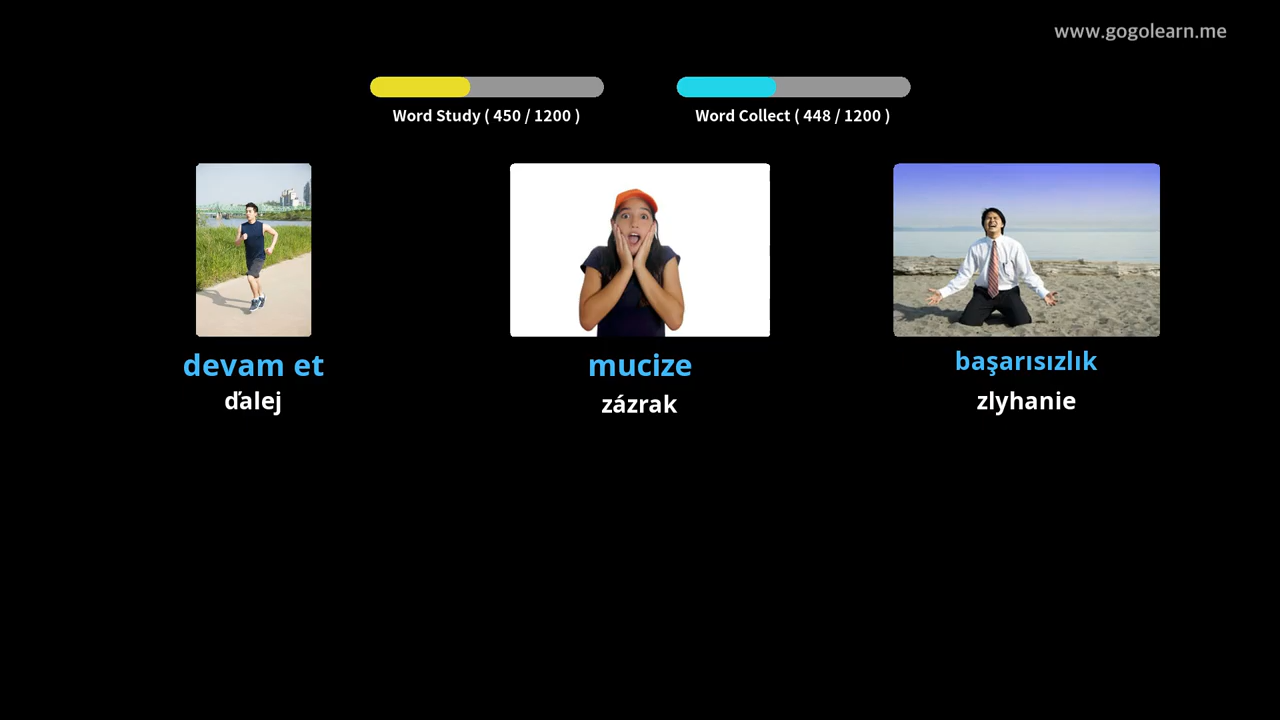 www.gogolearn.me
Word Study ( 450 / 1200 )
Word Collect ( 448 / 1200 )
devam et
ďalej
mucize
zázrak
başarısızlık
zlyhanie